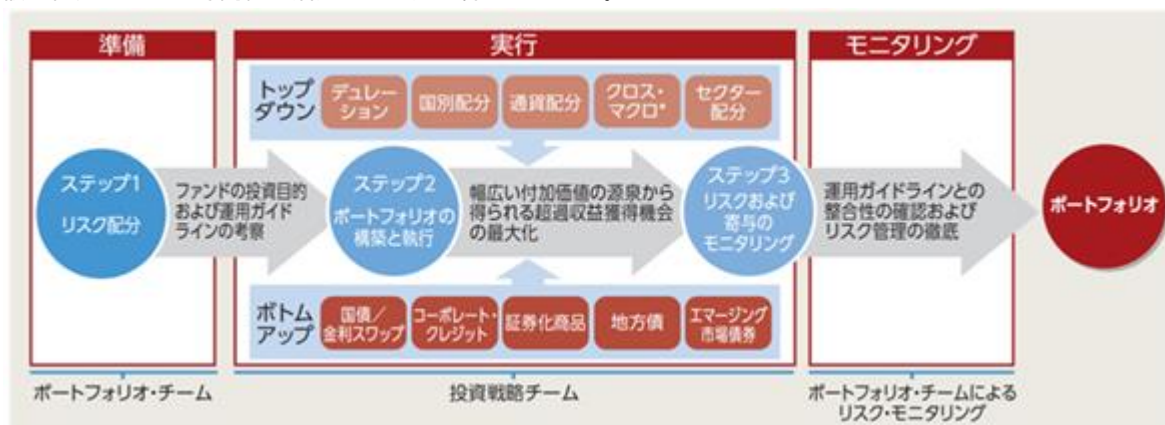 準備
実行
モニタリング
トップ
ダウン
デュレー
ション
国別配分
通貨配分
クロス・
マクロ*
セクター
配分
ステップ1
リスク配分
ファンドの投資目的
および運用ガイド
ラインの考察
ステップ2
ポートフォリオの
構築と執行
幅広い付加価値の源泉から
得られる超過収益獲得機会
の最大化
ステップ3
リスクおよび
寄与の
モニタリング
運用ガイドラインとの
整合性の確認および
リスク管理の徹底
ポートフォリオ
ボトム
アップ
国債/
金利スワップ
コーポレート・
クレジット
証券化商品
地方債
エマージング
市場債券
ポートフォリオ・チーム
投資戦略チーム
ポートフォリオ・チームによる
リスク・モニタリング